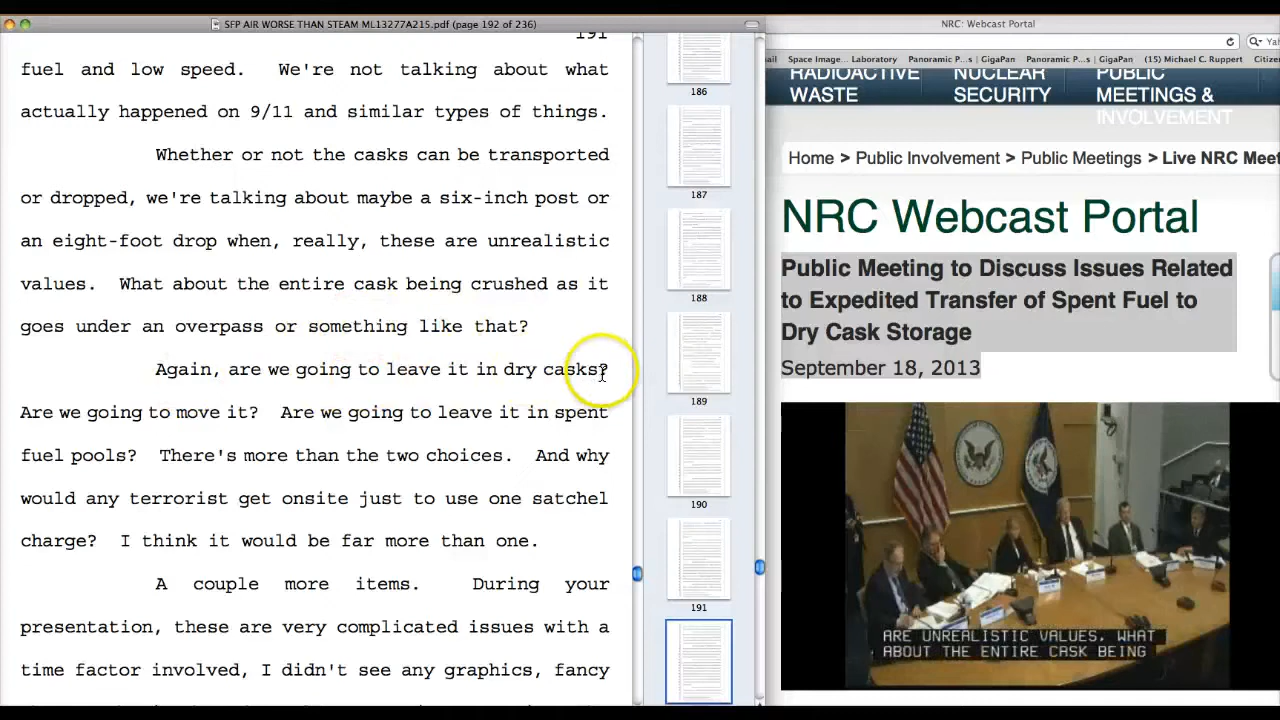 SFP AIR WORSE THAN STEAM ML13277A215.pdf (page 192 of 236)
191
fuel and low speed. We're not talking about what
actually happened on 9/11 and similar types of things.
Whether or not the casks can be transported
or dropped, we're talking about maybe a six-inch post or
an eight-foot drop when, really, these are unrealistic
values. What about the entire cask being crushed as it
goes under an overpass or something like that?
Again, are we going to leave it in dry casks?
Are we going to move it? Are we going to leave it in spent
fuel pools? There's more than the two choices. And why
would any terrorist get onsite just to use one satchel
charge? I think it would be far more than one.
A couple more items. During your
presentation, these are very complicated issues with a
time factor involved, I didn't see any graphics, fancy
186
187
188
189
190
191
NRC: Webcast Portal
Space Image... Laboratory Panoramic P...s | GigaPan Panoramic P...s | GigaPan (15) Michael C. Ruppert Citizen
RADIOACTIVE
WASTE
SECURITY
MEETINGS &
INVOLVEMENT
Home > Public Involvement > Public Meetings > Live NRC Meet
NRC Webcast Portal
Public Meeting to Discuss Issues Related
to Expedited Transfer of Spent Fuel to
Dry Cask Storage
September 18, 2013
ARE UNREALISTIC VALUES. WHAT
ABOUT THE ENTIRE CASK BEING